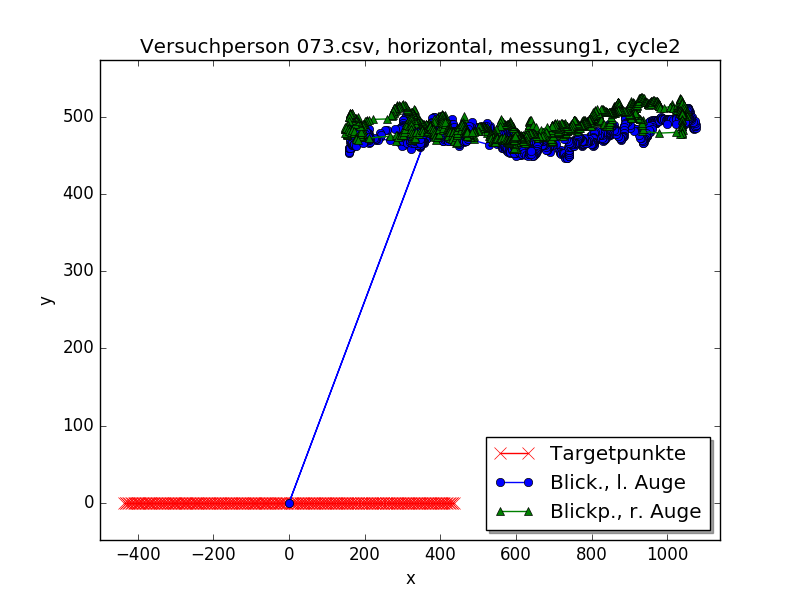 Versuchperson 073.csv, horizontal, messung1, cycle2
500
400
300
200
100
0
y
−400 −200 0 200 400 600 800 1000
x
Targetpunkte
Blick., l. Auge
Blickp., r. Auge